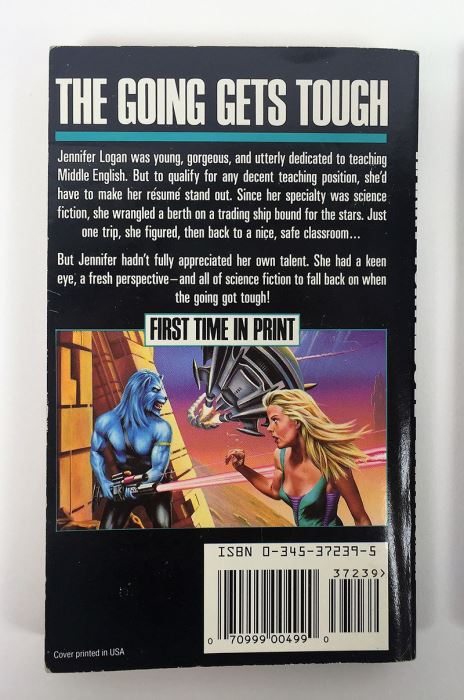 THE GOING GETS TOUGH
Jennifer Logan was young, gorgeous, and utterly dedicated to teaching
Middle English. But to qualify for any decent teaching position, she'd
have to make her résumé stand out. Since her specialty was science
fiction, she wrangled a berth on a trading ship bound for the stars. Just
one trip, she figured, then back to a nice, safe classroom...
But Jennifer hadn't fully appreciated her own talent. She had a keen
eye, a fresh perspective—and all of science fiction to fall back on when
the going got tough!
FIRST TIME IN PRINT
ISBN 0-345-37239-5
37239>
0 70999 00499 0
Cover printed in USA